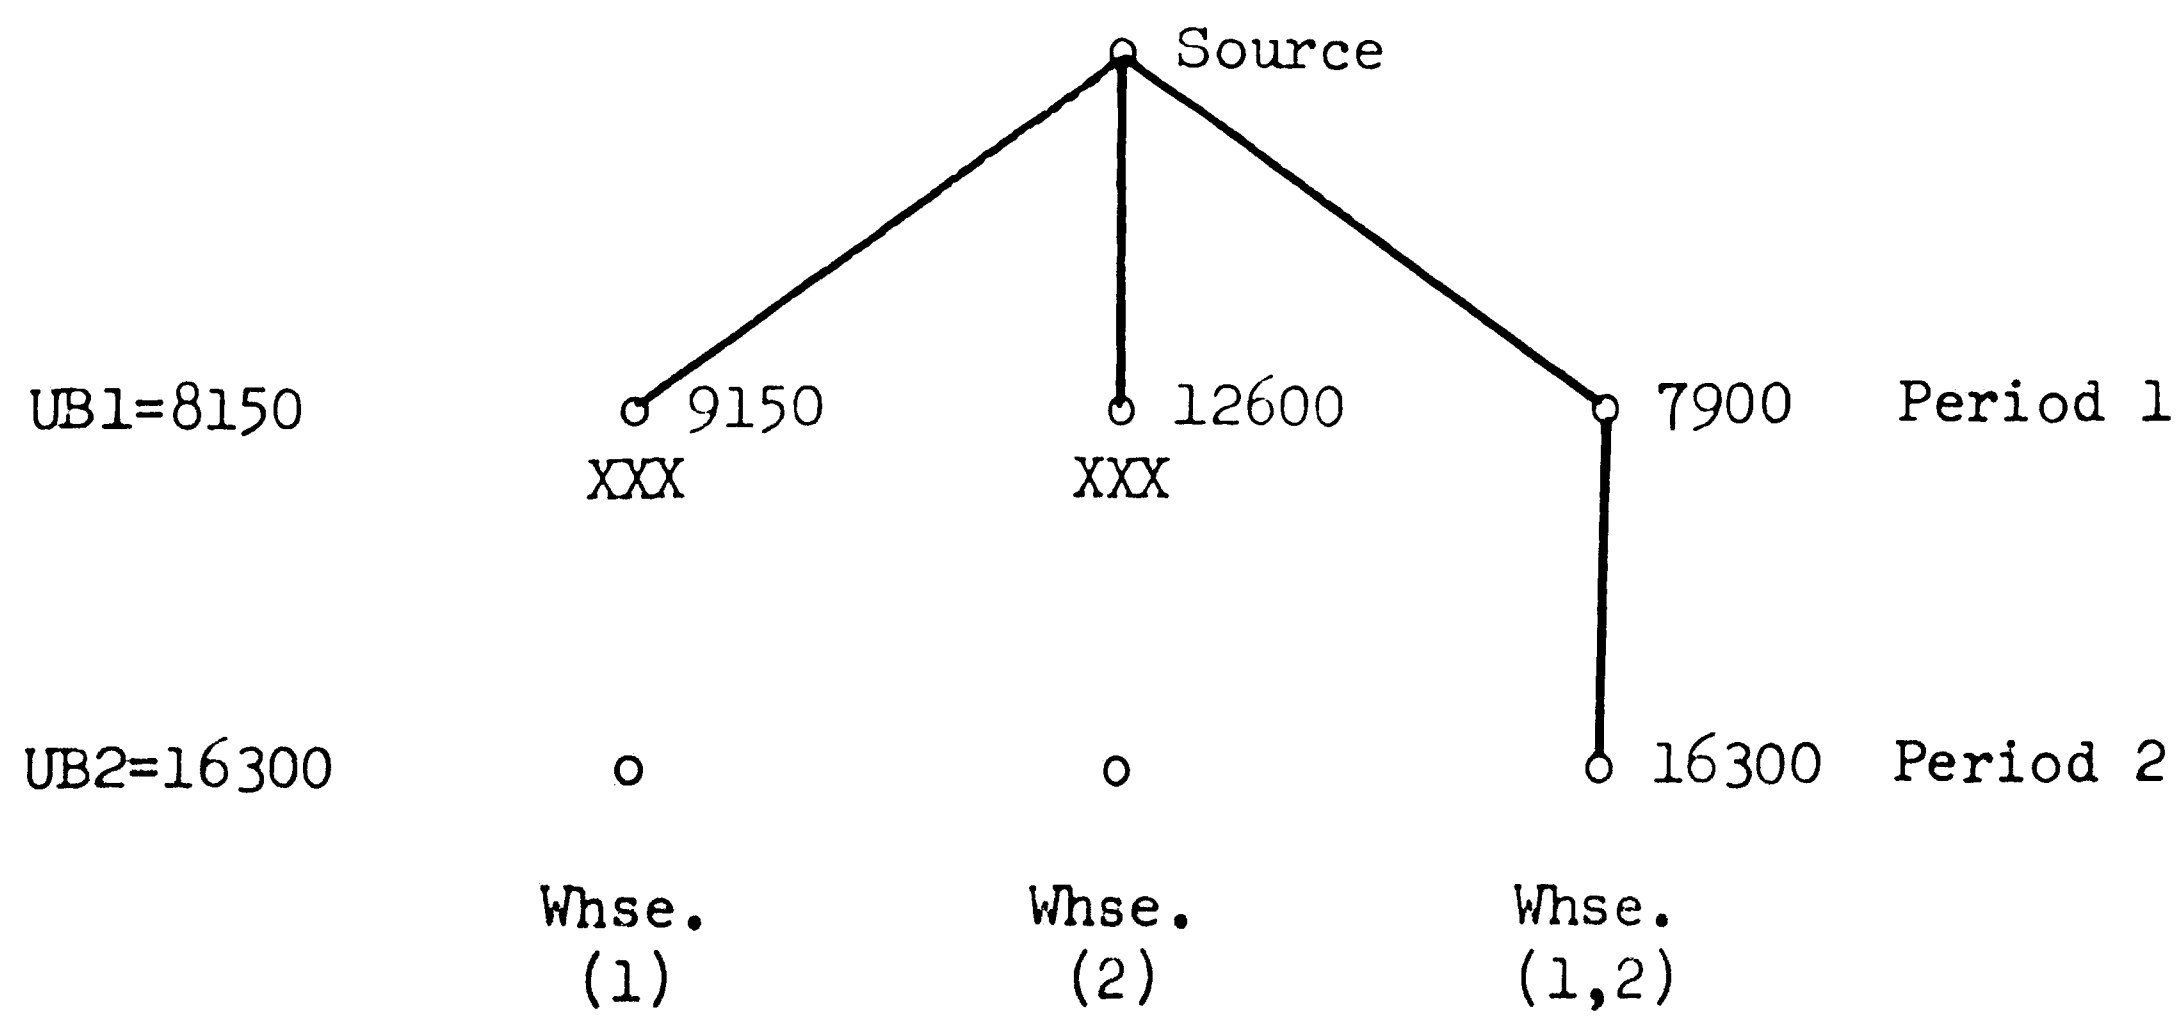 Source
UB1=8150 9150 12600 7900 Period 1
XXX XXX
UB2=16300 16300 Period 2
Whse. Whse. Whse.
(1) (2) (1,2)